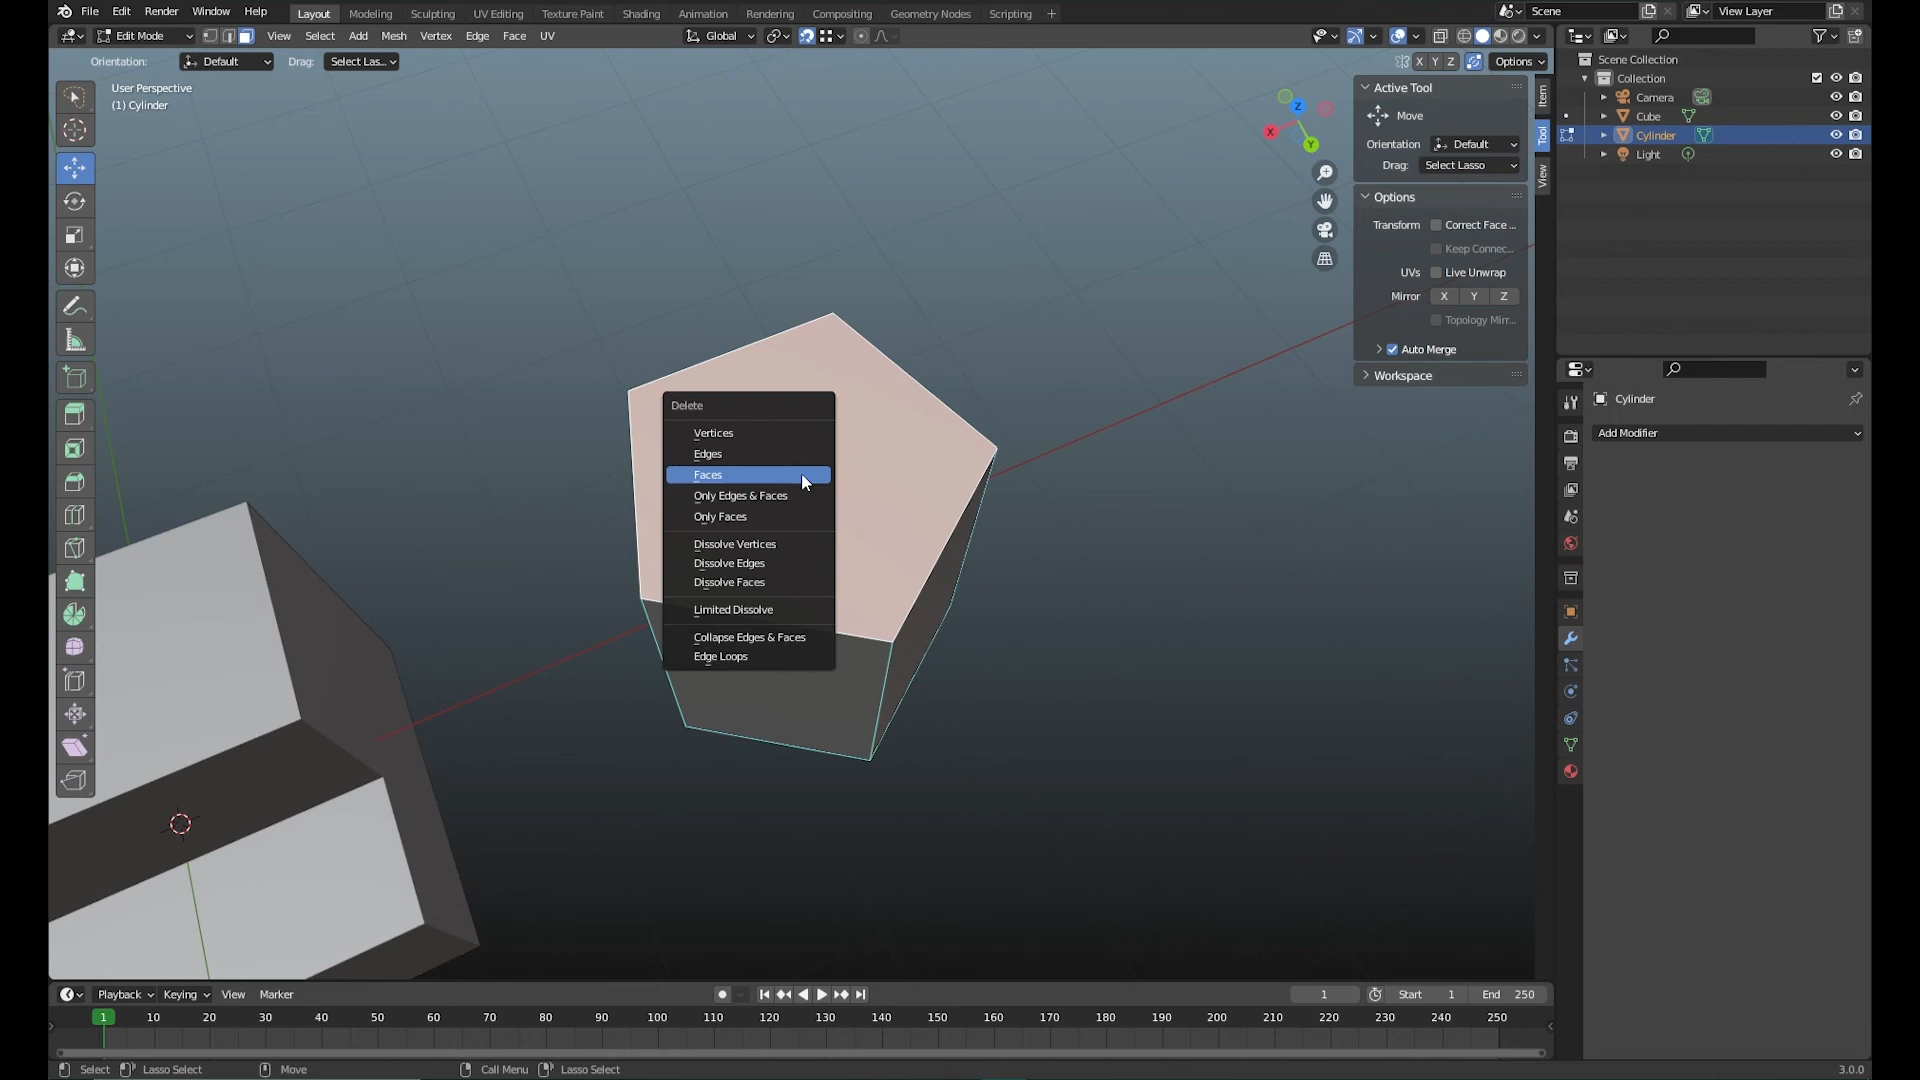 File Edit Render Window Help Layout Modeling Sculpting UV Editing Texture Paint Shading Animation Rendering Compositing Geometry Nodes Scripting + Scene View Layer
Edit Mode View Select Add Mesh Vertex Edge Face UV Global
Orientation: Default Drag: Select Las... X Y Z Options
User Perspective
(1) Cylinder
Z
X
Y
Active Tool
Move
Orientation Default
Drag: Select Lasso
Options
Transform Correct Face ...
Keep Connec...
UVs Live Unwrap
Mirror X Y Z
Topology Mirr...
Auto Merge
Workspace
Item
Tool
View
Scene Collection
Collection
Camera
Cube
Cylinder
Light
Cylinder
Add Modifier
Delete
Vertices
Edges
Faces
Only Edges & Faces
Only Faces
Dissolve Vertices
Dissolve Edges
Dissolve Faces
Limited Dissolve
Collapse Edges & Faces
Edge Loops
Playback Keying View Marker 1 Start 1 End 250
1 10 20 30 40 50 60 70 80 90 100 110 120 130 140 150 160 170 180 190 200 210 220 230 240 250
Select Lasso Select Move Call Menu Lasso Select 3.0.0